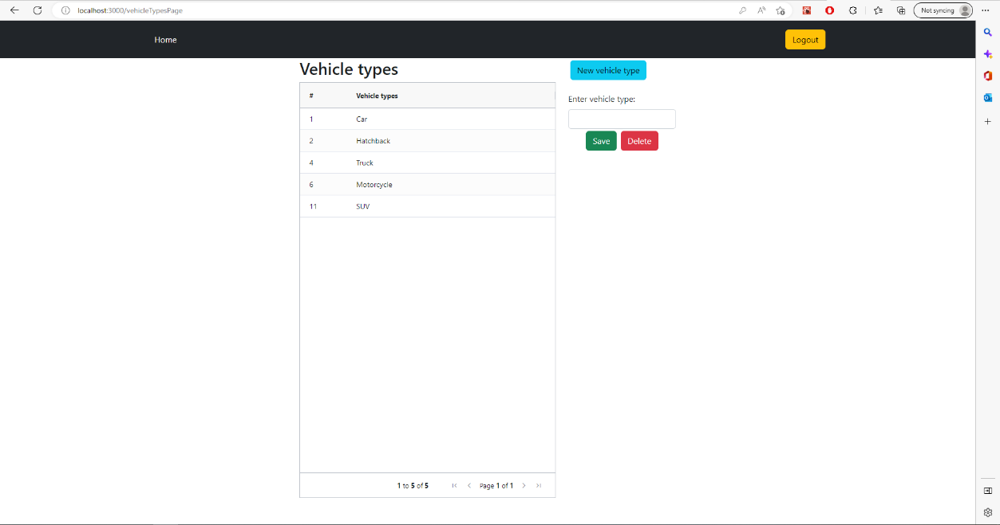 localhost:3000/vehicleTypesPage
Not syncing
Home
Logout
Vehicle types
New vehicle type
# Vehicle types
1 Car
2 Hatchback
4 Truck
6 Motorcycle
11 SUV
Enter vehicle type:
Save Delete
1 to 5 of 5 Page 1 of 1